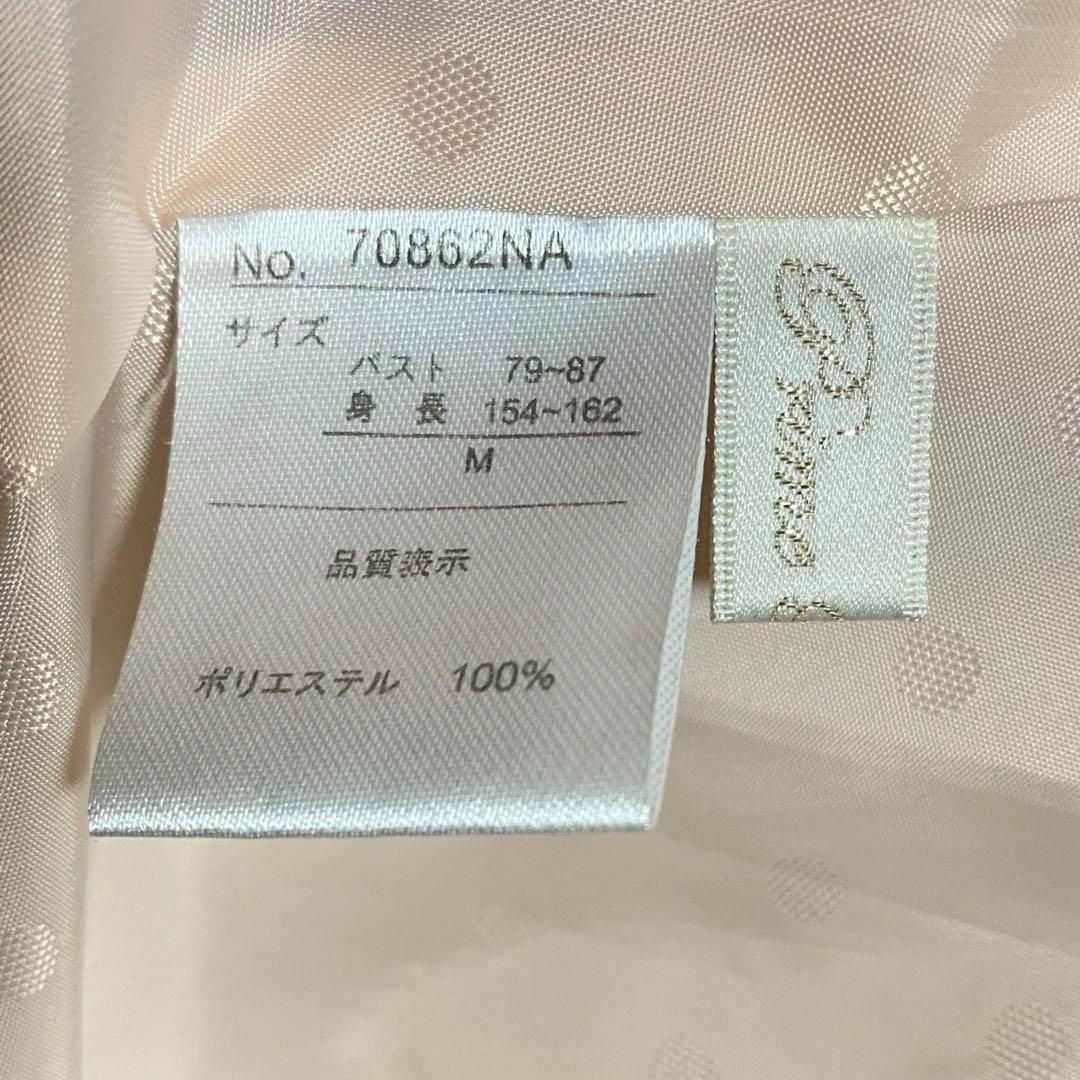 No. 70862NA
サイズ
バスト 79~87
身 長 154~162
M
品質表示
ポリエステル 100%